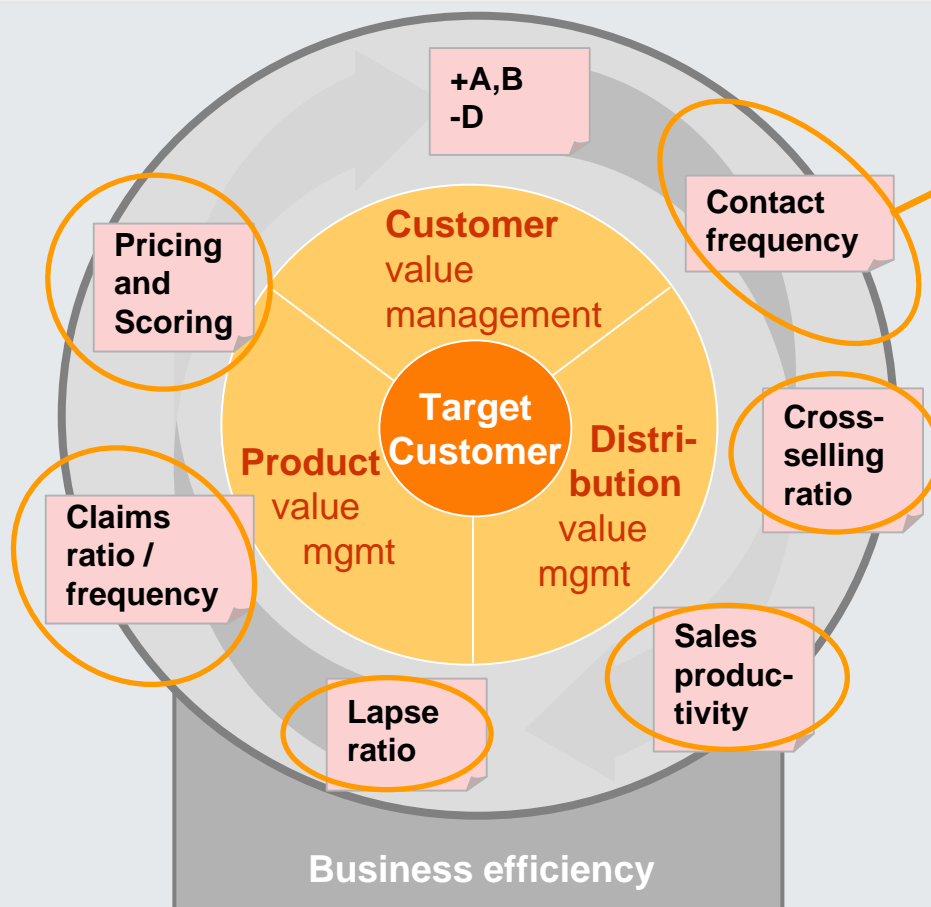 +A,B
-D
Contact
frequency
Pricing
and
Scoring
Customer
value
management
Target
Customer
Cross-
selling
ratio
Distri-
bution
value
mgmt
Product
value
mgmt
Claims
ratio /
frequency
Sales
produc-
tivity
Lapse
ratio
Business efficiency